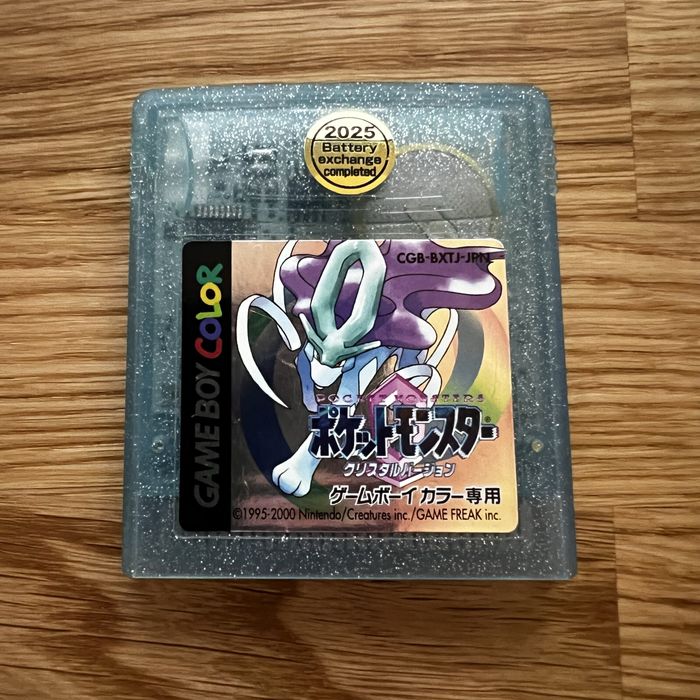 2025
Battery
exchange
completed
CGB-BXTJ-JPN
GAME BOY COLOR
POCKET MONSTERS
ポケットモンスター
クリスタルバージョン
ゲームボーイカラー専用
©1995-2000 Nintendo/Creatures inc./GAME FREAK inc.